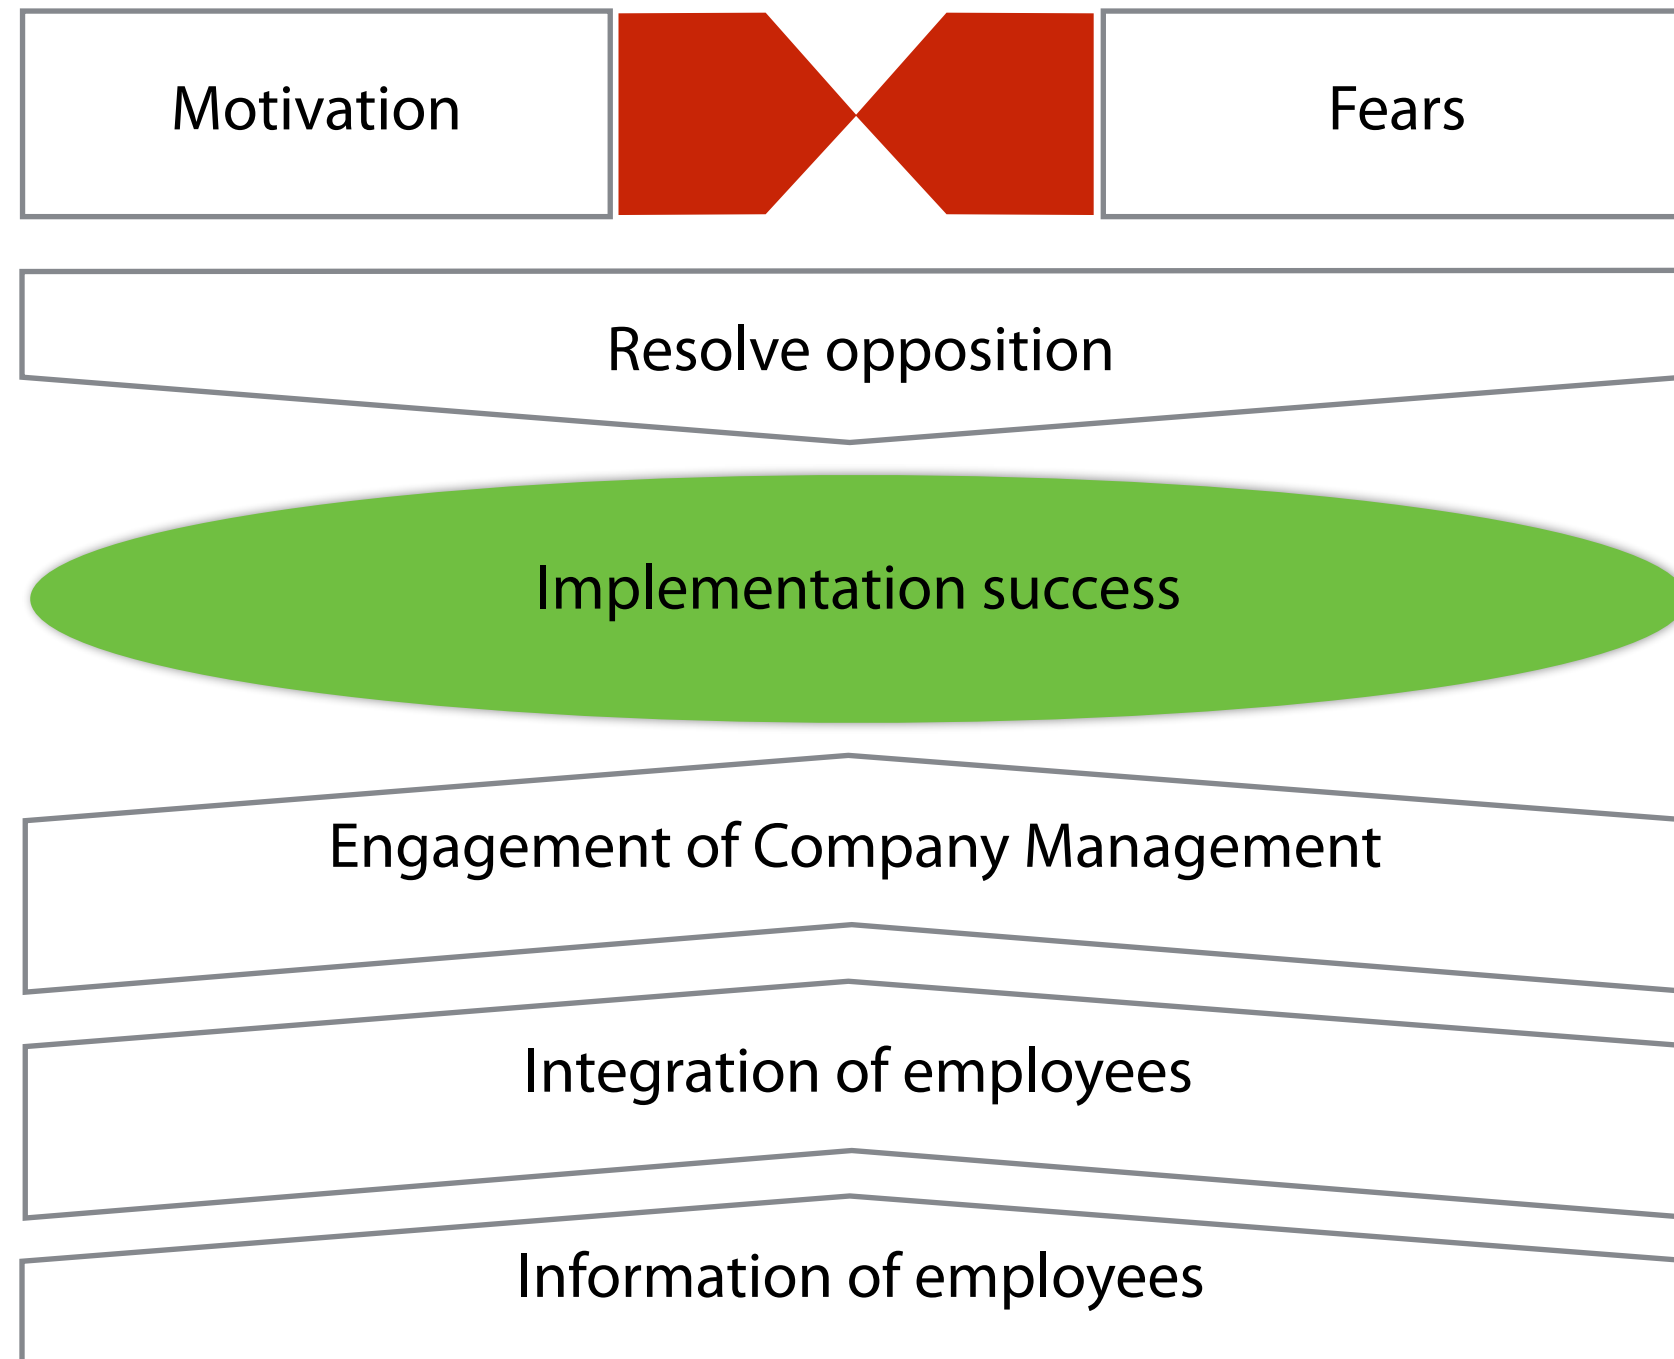 Motivation
Fears
Resolve opposition
Implementation success
Engagement of Company Management
Integration of employees
Information of employees